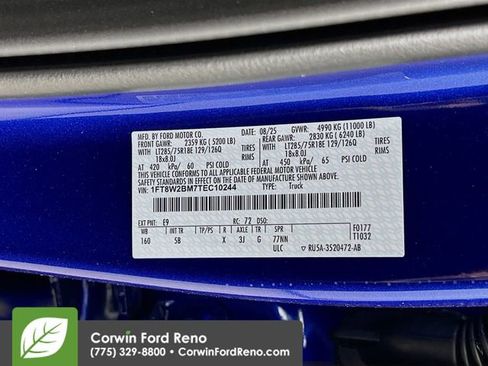 MFD. BY FORD MOTOR CO.
08/25 GVWR: 4990 KG (11000 LB)
FRONT GAWR: 2359 KG (5200 LB)
REAR GAWR: 2830 KG (6240 LB)
WITH LT285/75R18E 129/126Q TIRES
WITH LT285/75R18E 129/126Q TIRES
18x8.0J RIMS
18x8.0J RIMS
AT 420 kPa/ 60 PSI COLD
AT 450 kPa/ 65 PSI COLD
THIS VEHICLE CONFORMS TO ALL APPLICABLE FEDERAL MOTOR VEHICLE SAFETY
STANDARDS IN EFFECT ON THE DATE OF MANUFACTURE SHOWN ABOVE.
VIN: 1FT8W2BM7TEC10244 TYPE: Truck
EXT PNT: E9 RC: 72 DSO:
WB INT TR TP/PS R AXLE TR SPR
160 5B X 3J G 77NN
F0177
T1032
ULC RU5A-3520472-AB
Corwin Ford Reno
(775) 329-8800 • CorwinFordReno.com